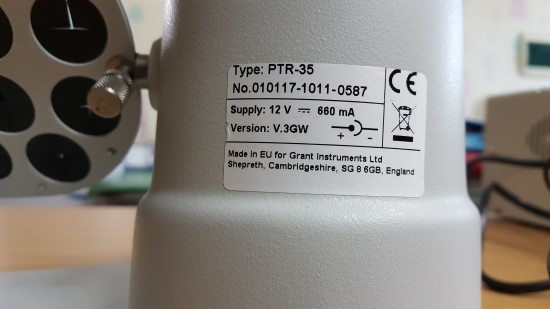 Type: PTR-35
No.010117-1011-0587
CE
Supply: 12 V ⎓ 660 mA
Version: V.3GW
+ -
Made in EU for Grant Instruments Ltd
Shepreth, Cambridgeshire, SG 8 6GB, England